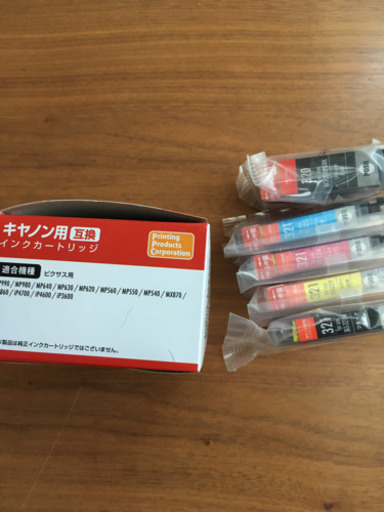 キヤノン用 互換
インクカートリッジ
Printing
Products
Corporation
適合機種 ピクサス用
MP990 / MP980 / MP640 / MP630 / MP620 / MP560 / MP550 / MP540 / MX870 /
MX860 / iP4700 / iP4600 / iP3600
本製品は純正インクカートリッジではございません。
320
321
321
321
321